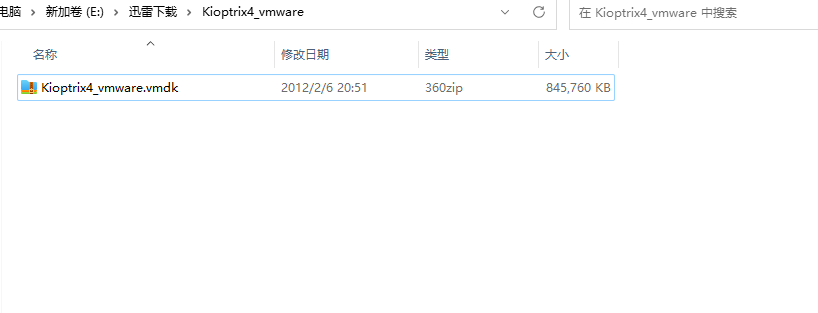 电脑 › 新加卷 (E:) › 迅雷下载 › Kioptrix4_vmware 在 Kioptrix4_vmware 中搜索
名称 修改日期 类型 大小
Kioptrix4_vmware.vmdk 2012/2/6 20:51 360zip 845,760 KB